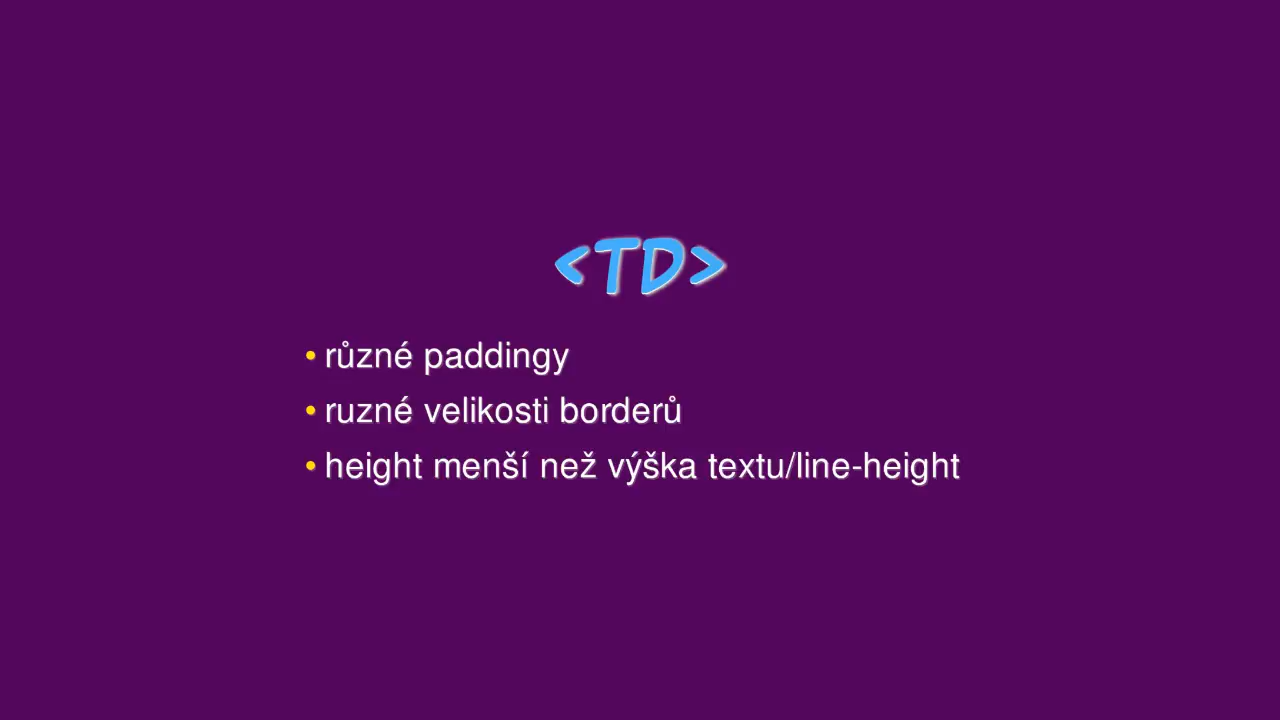 <TD>
• různé paddingy
• ruzné velikosti borderů
• height menší než výška textu/line-height